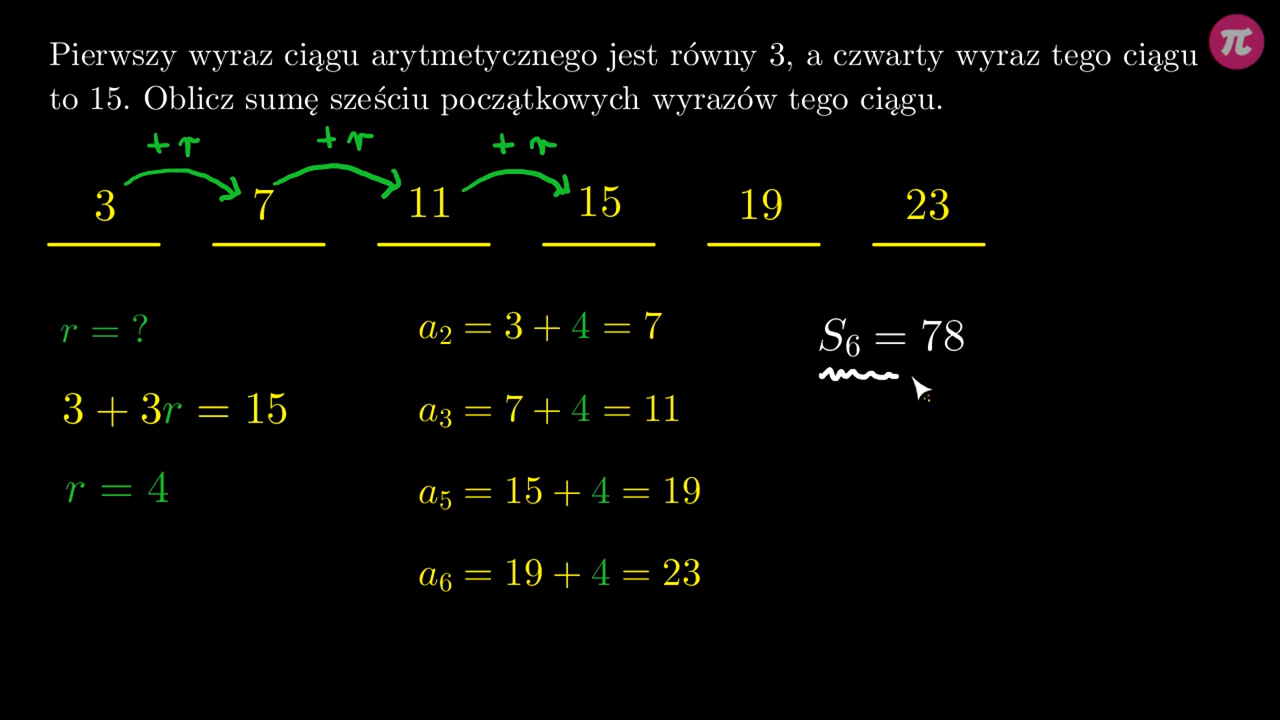 Pierwszy wyraz ciągu arytmetycznego jest równy 3, a czwarty wyraz tego ciągu
to 15. Oblicz sumę sześciu początkowych wyrazów tego ciągu.
+ r + r + r
3 7 11 15 19 23
r = ?
3 + 3r = 15
r = 4
a₂ = 3 + 4 = 7
a₃ = 7 + 4 = 11
a₅ = 15 + 4 = 19
a₆ = 19 + 4 = 23
S₆ = 78
π